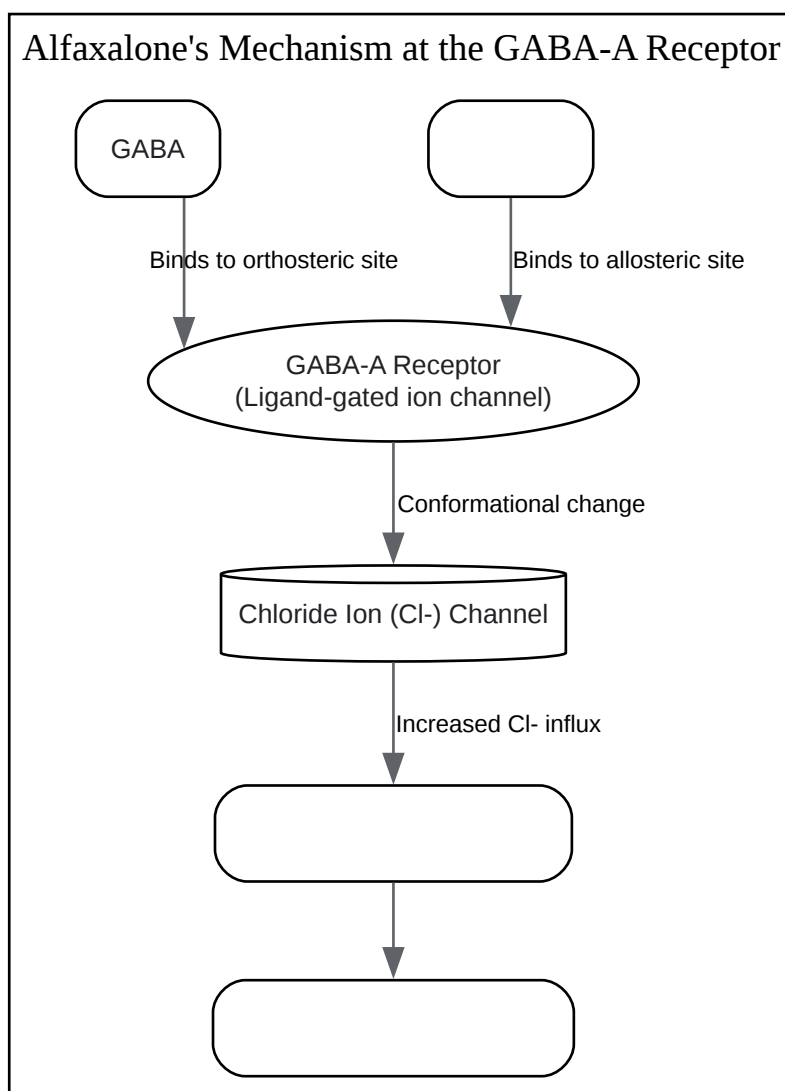 Alfaxalone's Mechanism at the GABA-A Receptor
GABA
Binds to orthosteric site
Binds to allosteric site
GABA-A Receptor
(Ligand-gated ion channel)
Conformational change
Chloride Ion (Cl-) Channel
Increased Cl- influx